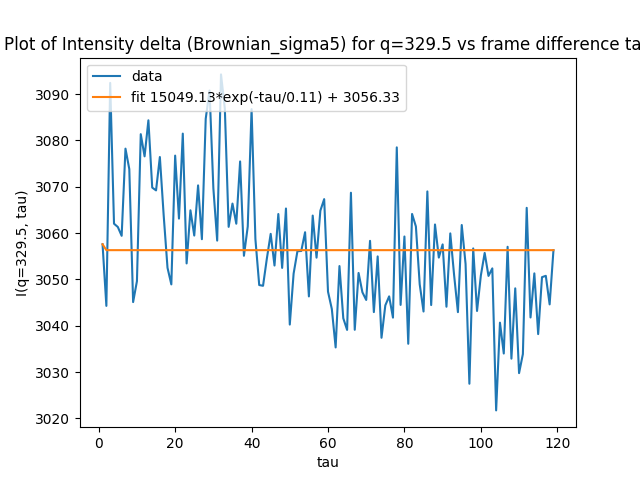 Plot of Intensity delta (Brownian_sigma5) for q=329.5 vs frame difference ta
data
fit 15049.13*exp(-tau/0.11) + 3056.33
I(q=329.5, tau)
3090
3080
3070
3060
3050
3040
3030
3020
0 20 40 60 80 100 120
tau